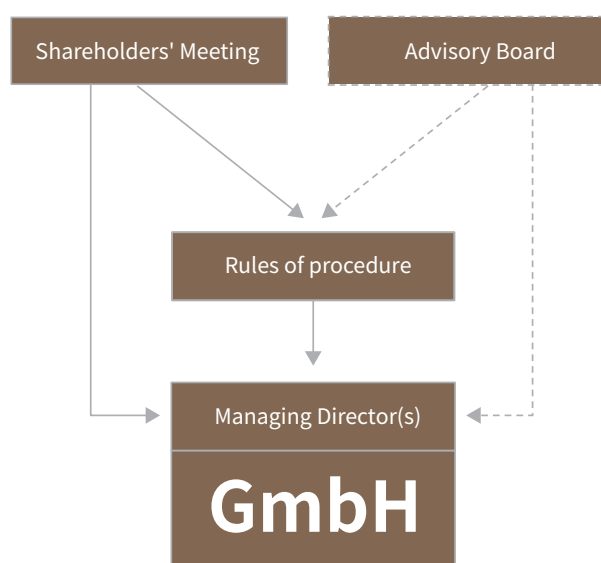 Shareholders' Meeting
Advisory Board
Rules of procedure
Managing Director(s)
GmbH